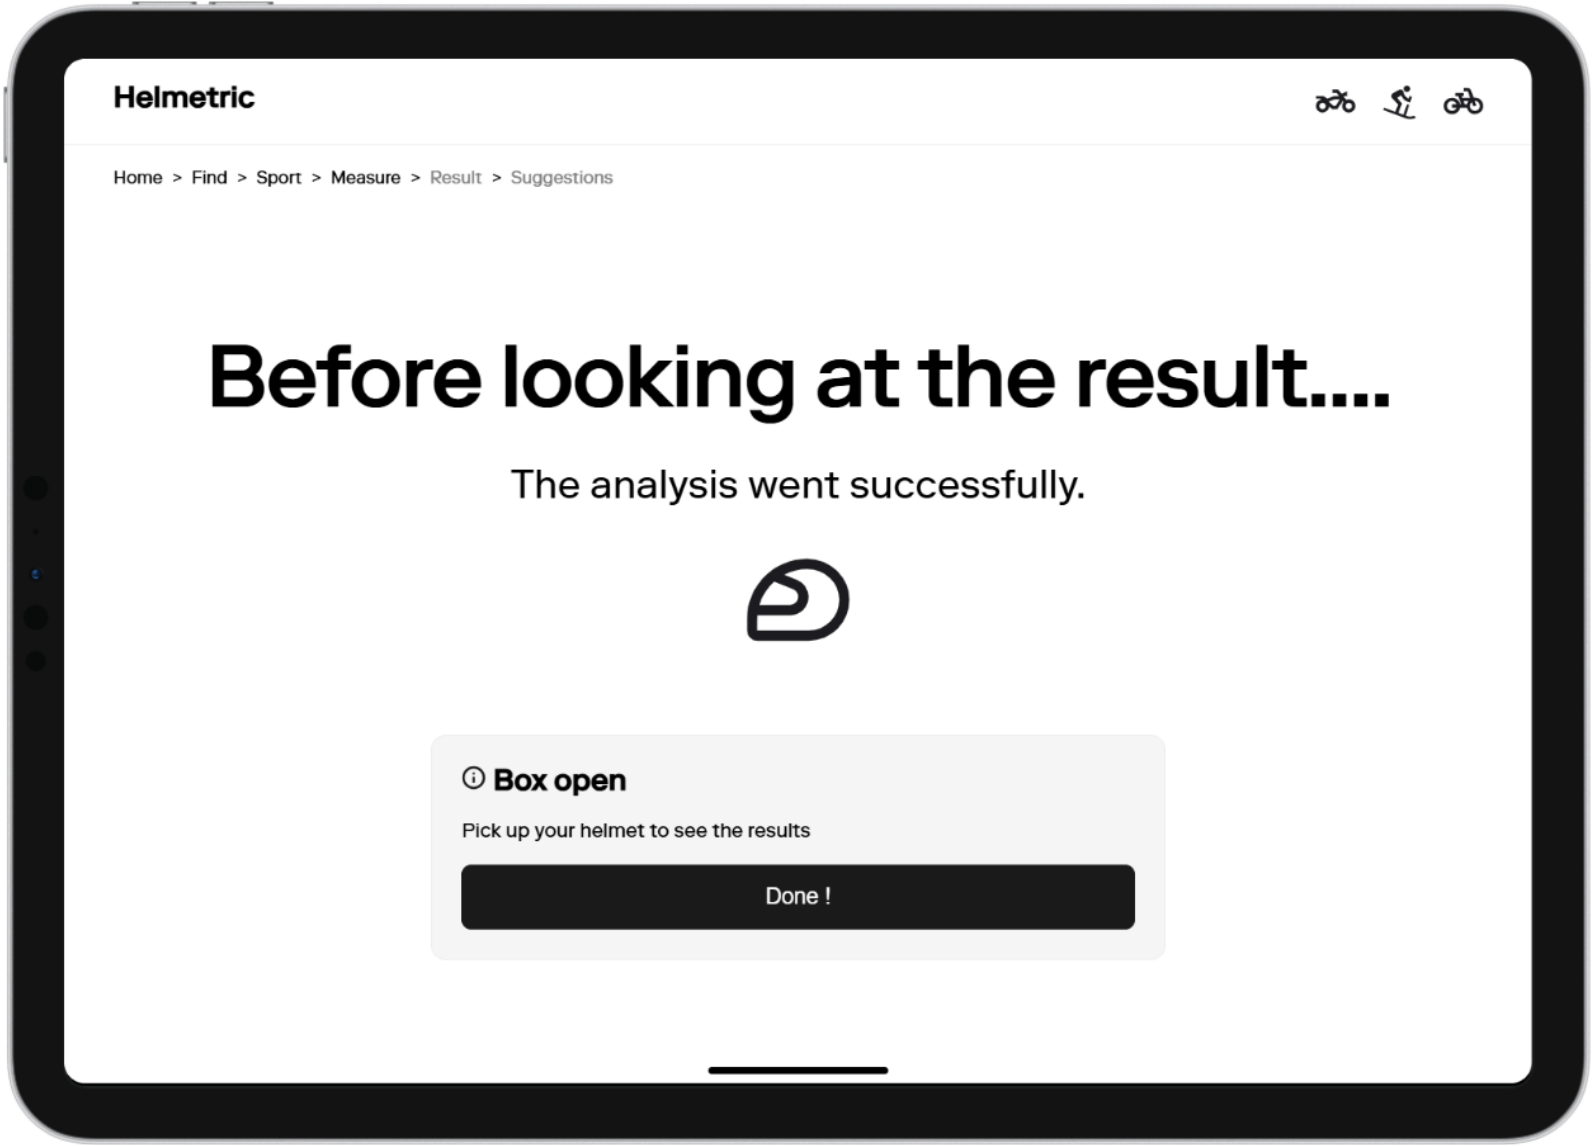 Helmetric
Home > Find > Sport > Measure > Result > Suggestions
Before looking at the result....
The analysis went successfully.
Box open
Pick up your helmet to see the results
Done !